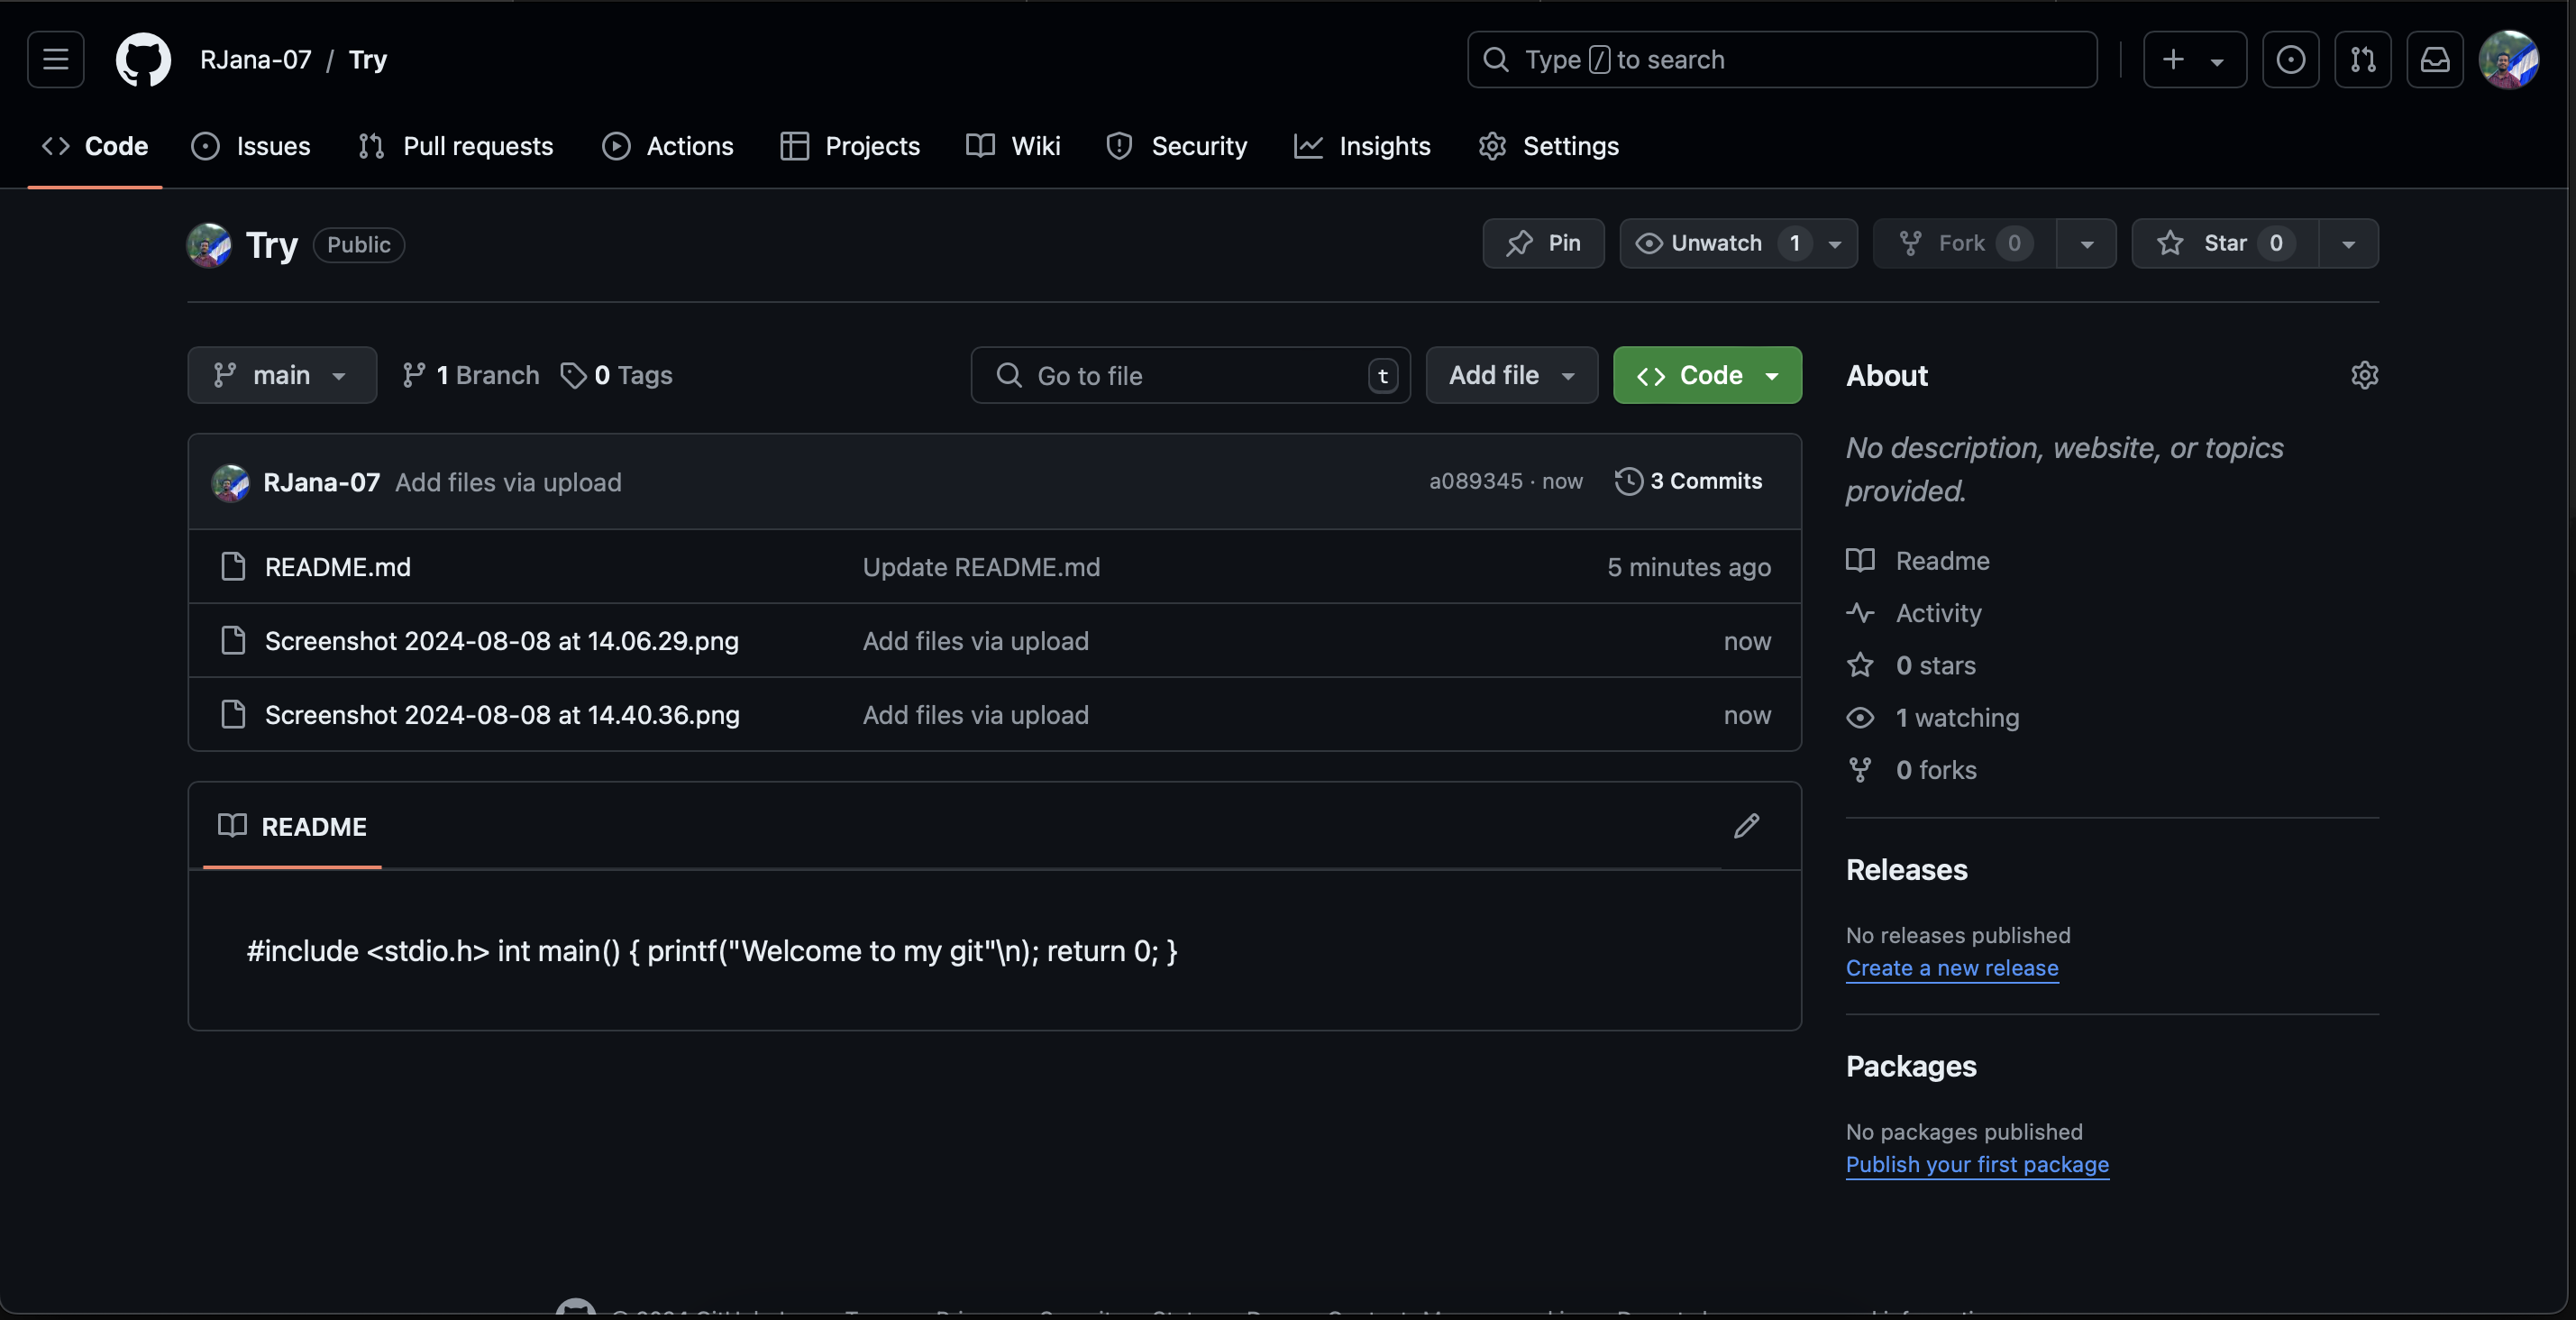 RJana-07 / Try
Type / to search
Code Issues Pull requests Actions Projects Wiki Security Insights Settings
Try Public
Pin Unwatch 1 Fork 0 Star 0
main 1 Branch 0 Tags Go to file t Add file Code
RJana-07 Add files via upload a089345 · now 3 Commits
README.md Update README.md 5 minutes ago
Screenshot 2024-08-08 at 14.06.29.png Add files via upload now
Screenshot 2024-08-08 at 14.40.36.png Add files via upload now
README
#include <stdio.h> int main() { printf("Welcome to my git"\n); return 0; }
About
No description, website, or topics
provided.
Readme
Activity
0 stars
1 watching
0 forks
Releases
No releases published
Create a new release
Packages
No packages published
Publish your first package